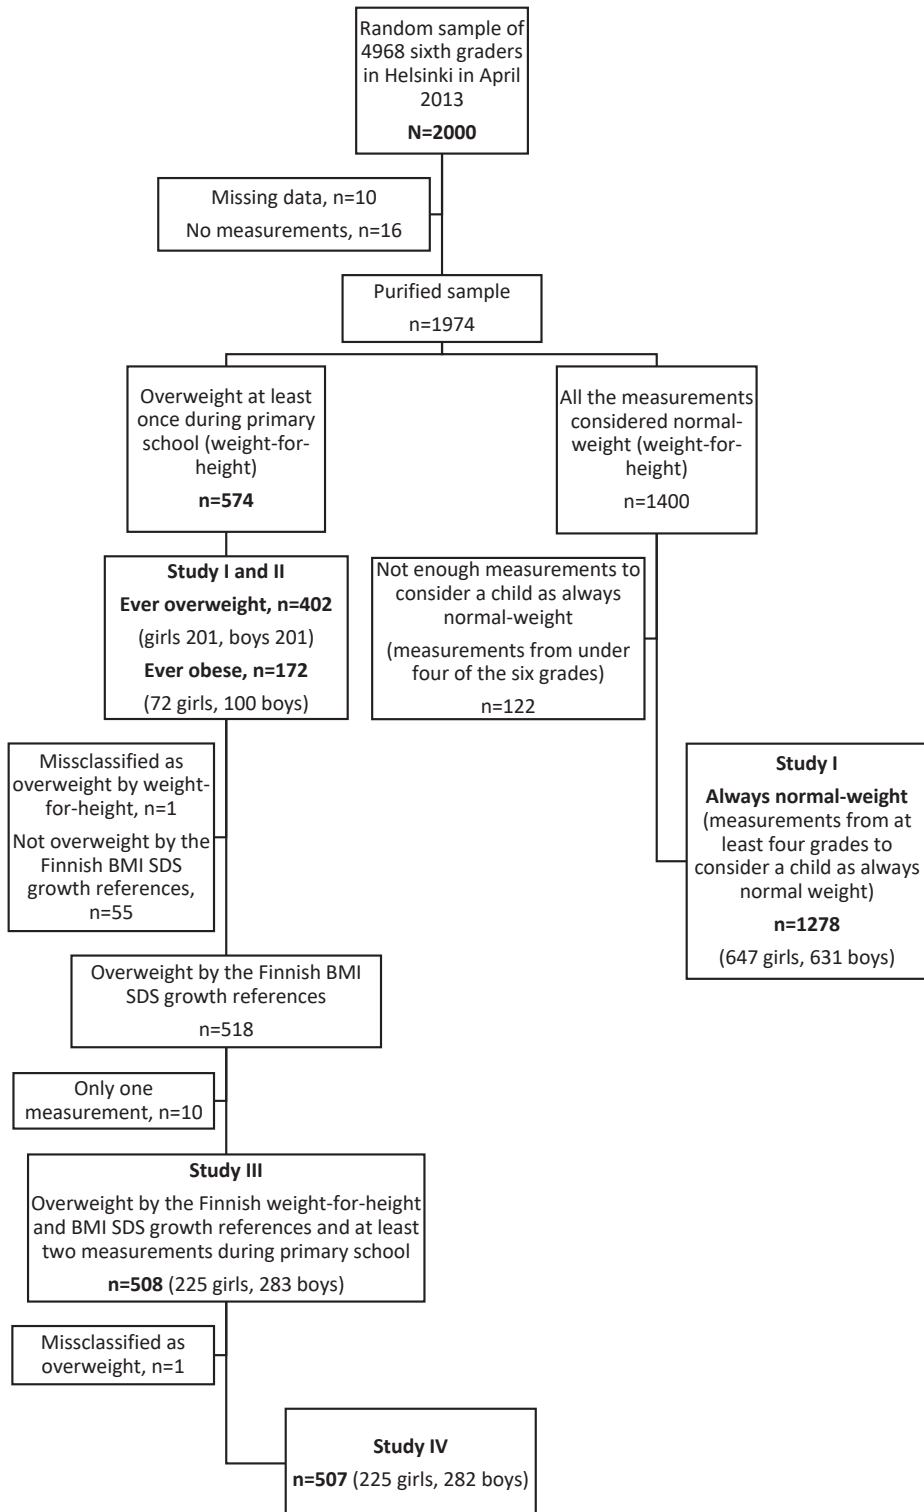 Random sample of
4968 sixth graders
in Helsinki in April
2013
N=2000
Missing data, n=10
No measurements, n=16
Purified sample
n=1974
Overweight at least
once during primary
school (weight-for-
height)
n=574
All the measurements
considered normal-
weight (weight-for-
height)
n=1400
Study I and II
Ever overweight, n=402
(girls 201, boys 201)
Ever obese, n=172
(72 girls, 100 boys)
Not enough measurements to
consider a child as always
normal-weight
(measurements from under
four of the six grades)
n=122
Missclassified as
overweight by weight-
for-height, n=1
Not overweight by the
Finnish BMI SDS
growth references,
n=55
Study I
Always normal-weight
(measurements from at
least four grades to
consider a child as always
normal weight)
n=1278
(647 girls, 631 boys)
Overweight by the Finnish BMI
SDS growth references
n=518
Only one
measurement, n=10
Study III
Overweight by the Finnish weight-for-height
and BMI SDS growth references and at least
two measurements during primary school
n=508 (225 girls, 283 boys)
Missclassified as
overweight, n=1
Study IV
n=507 (225 girls, 282 boys)